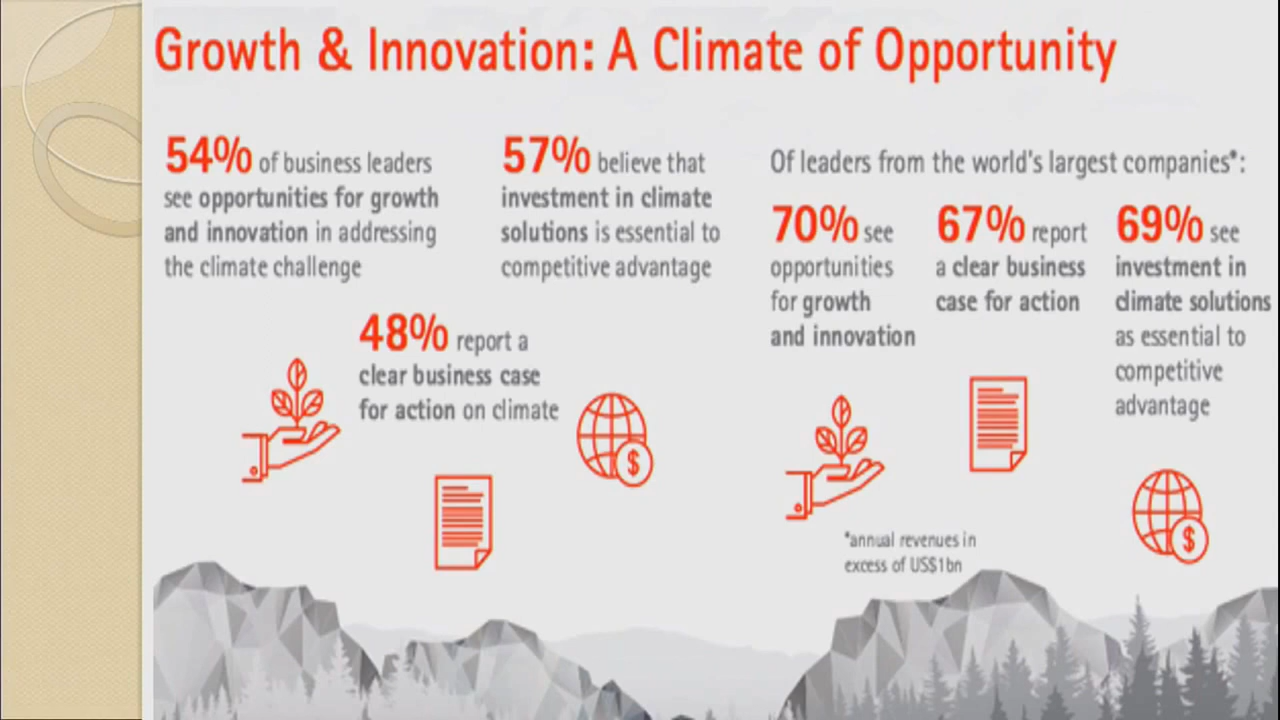 Growth & Innovation: A Climate of Opportunity
54% of business leaders
see opportunities for growth
and innovation in addressing
the climate challenge
57% believe that
investment in climate
solutions is essential to
competitive advantage
48% report a
clear business case
for action on climate
$
Of leaders from the world's largest companies*:
70% see
opportunities
for growth
and innovation
67% report
a clear business
case for action
69% see
investment in
climate solutions
as essential to
competitive
advantage
$
*annual revenues in
excess of US$1bn